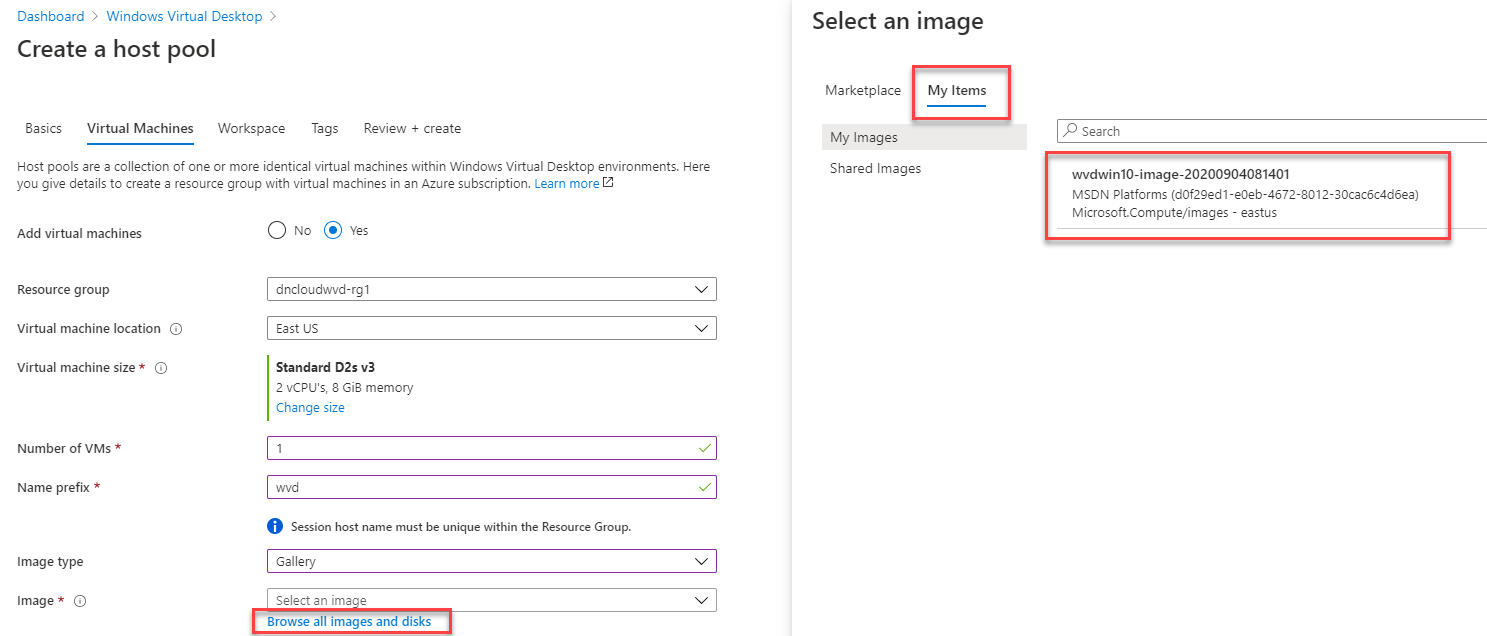 Dashboard > Windows Virtual Desktop >
Create a host pool
Basics Virtual Machines Workspace Tags Review + create
Host pools are a collection of one or more identical virtual machines within Windows Virtual Desktop environments. Here
you give details to create a resource group with virtual machines in an Azure subscription. Learn more
Add virtual machines No Yes
Resource group dncloudwvd-rg1
Virtual machine location East US
Virtual machine size * Standard D2s v3
2 vCPU's, 8 GiB memory
Change size
Number of VMs * 1
Name prefix * wvd
Session host name must be unique within the Resource Group.
Image type Gallery
Image * Select an image
Browse all images and disks
Select an image
Marketplace My Items
My Images
Shared Images
Search
wvdwin10-image-20200904081401
MSDN Platforms (d0f29ed1-e0eb-4672-8012-30cac6c4d6ea)
Microsoft.Compute/images - eastus